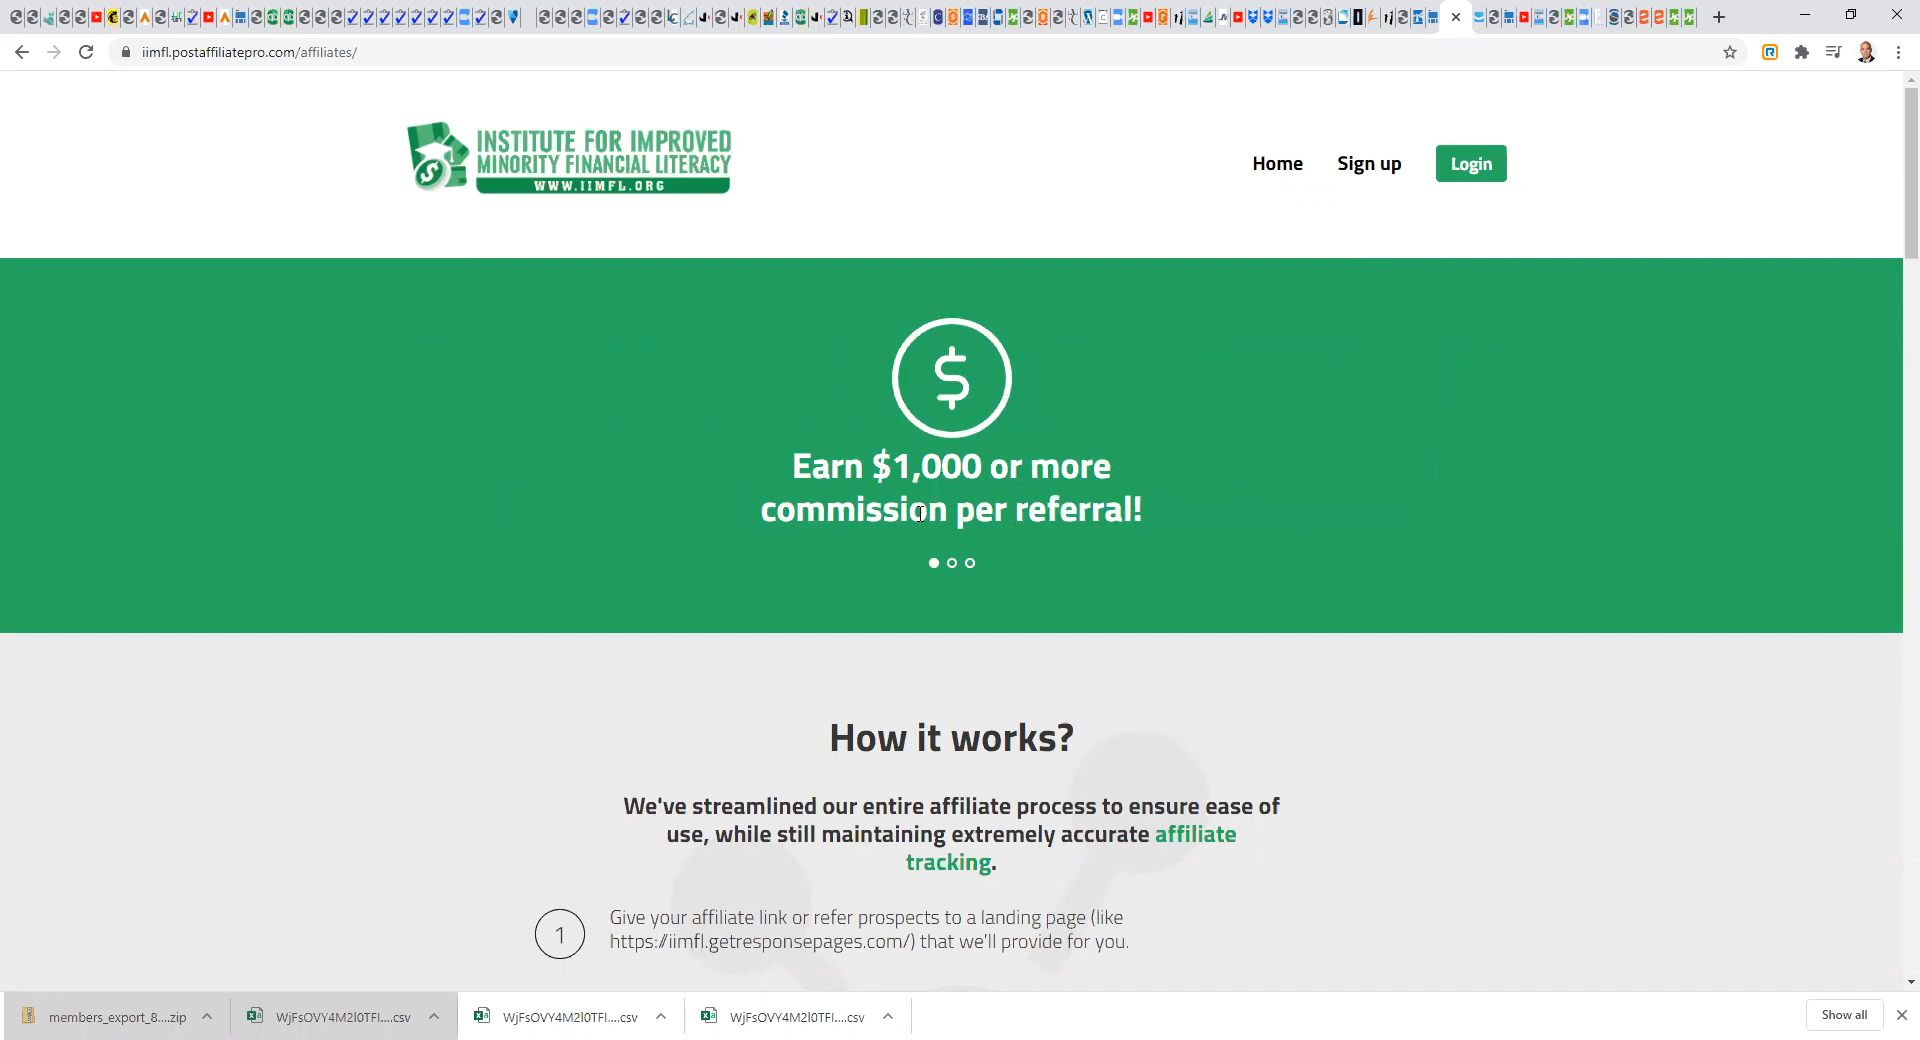 iimfl.postaffiliatepro.com/affiliates/
INSTITUTE FOR IMPROVED
MINORITY FINANCIAL LITERACY
WWW.IIMFL.ORG
Home
Sign up
Login
$
Earn $1,000 or more
commission per referral!
How it works?
We've streamlined our entire affiliate process to ensure ease of
use, while still maintaining extremely accurate affiliate
tracking.
1
Give your affiliate link or refer prospects to a landing page (like
https://iimfl.getresponsepages.com/) that we'll provide for you.
members_export_8....zip
WjFsOVY4M2l0TFI....csv
WjFsOVY4M2l0TFI....csv
WjFsOVY4M2l0TFI....csv
Show all